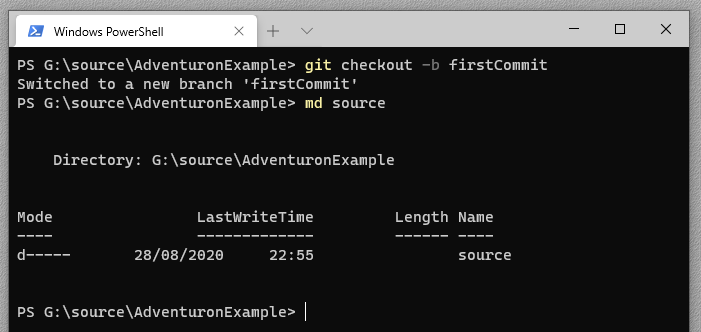 Windows PowerShell
PS G:\source\AdventuronExample> git checkout -b firstCommit
Switched to a new branch 'firstCommit'
PS G:\source\AdventuronExample> md source
Directory: G:\source\AdventuronExample
Mode                LastWriteTime         Length Name
----                -------------         ------ ----
d-----       28/08/2020     22:55                source
PS G:\source\AdventuronExample>